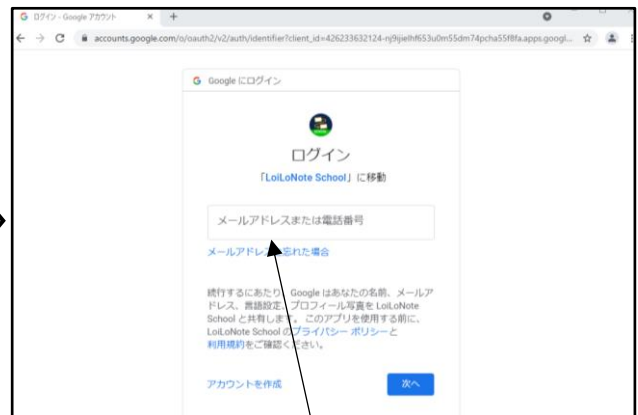 ログイン - Google アカウント
accounts.google.com/o/oauth2/v2/auth/identifier?client_id=426233632124-nj9jielhf653u0m55dm74pcha55f8fa.apps.googl...
Google にログイン
ログイン
「LoiLoNote School」に移動
メールアドレスまたは電話番号
メールアドレスを忘れた場合
続行するにあたり、Google はあなたの名前、メールア
ドレス、言語設定、プロフィール写真を LoiLoNote
School と共有します。このアプリを使用する前に、
LoiLoNote School のプライバシー ポリシーと
利用規約をご確認ください。
アカウントを作成
次へ